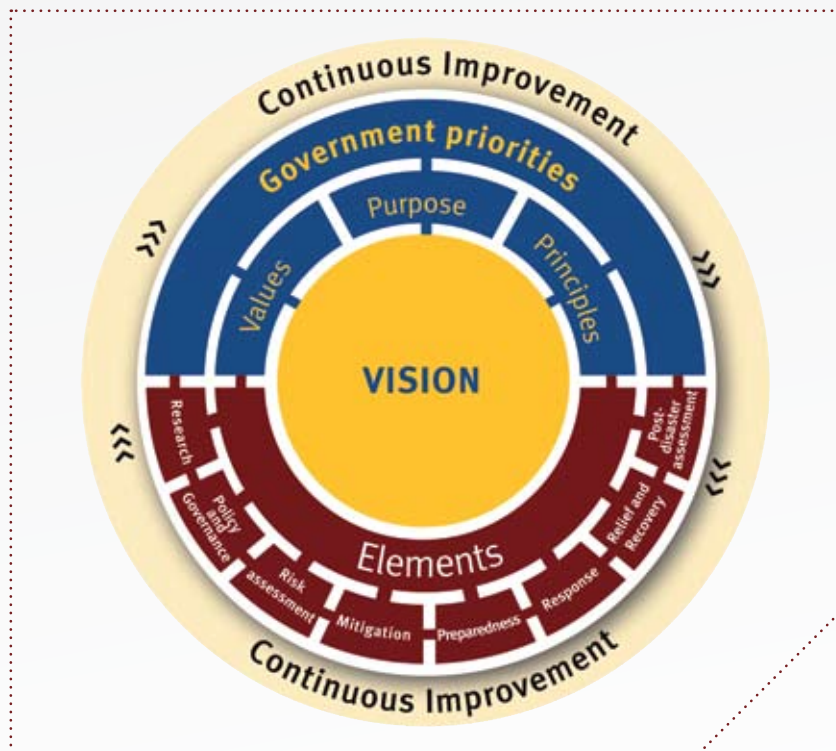 Continuous Improvement
Government priorities
Values
Purpose
Principles
VISION
Elements
Research
Policy
and
Governance
Risk
assessment
Mitigation
Preparedness
Response
Relief and
Recovery
Post-
disaster
assessment
Continuous Improvement